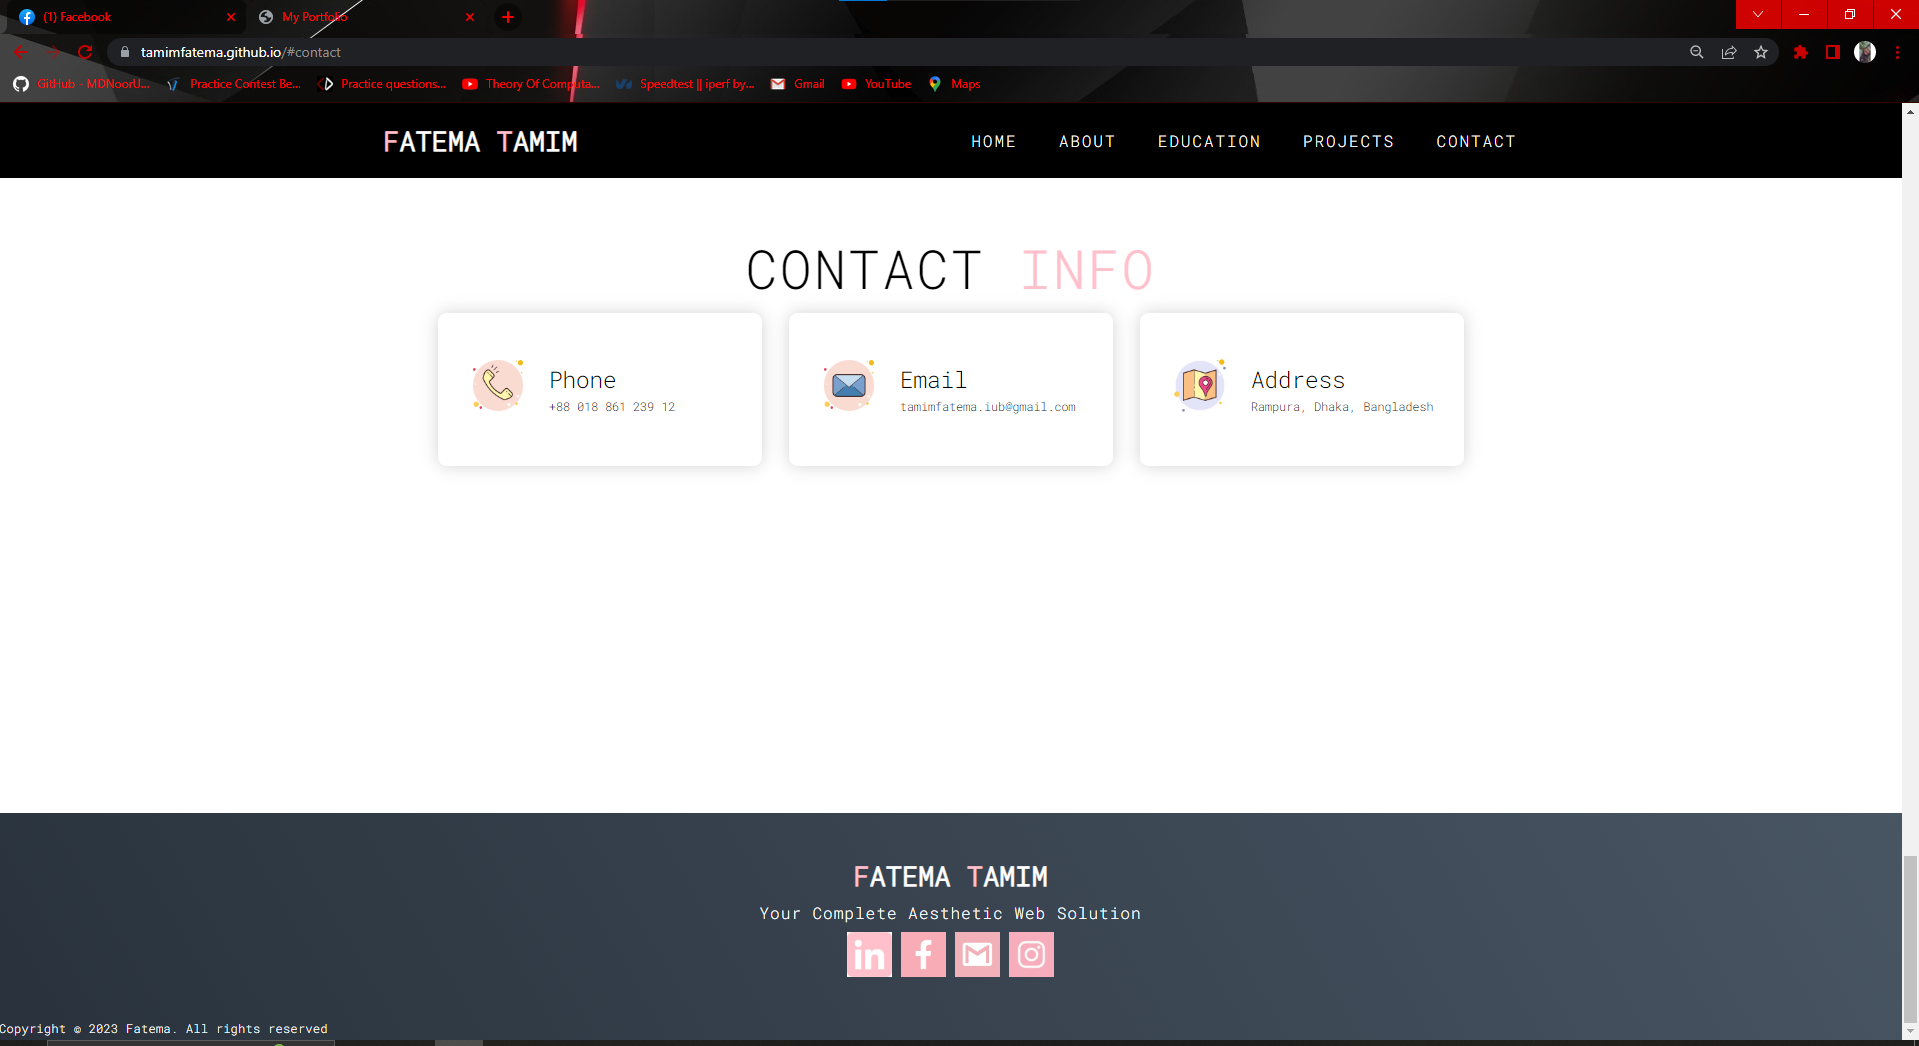 (1) Facebook
My Portfolio
tamimfatema.github.io/#contact
GitHub - MDNoorU...
Practice Contest Be...
Practice questions...
Theory Of Computa...
Speedtest || iperf by...
Gmail
YouTube
Maps
FATEMA TAMIM
HOME
ABOUT
EDUCATION
PROJECTS
CONTACT
CONTACT INFO
Phone
+88 018 861 239 12
Email
tamimfatema.iub@gmail.com
Address
Rampura, Dhaka, Bangladesh
FATEMA TAMIM
Your Complete Aesthetic Web Solution
Copyright © 2023 Fatema. All rights reserved